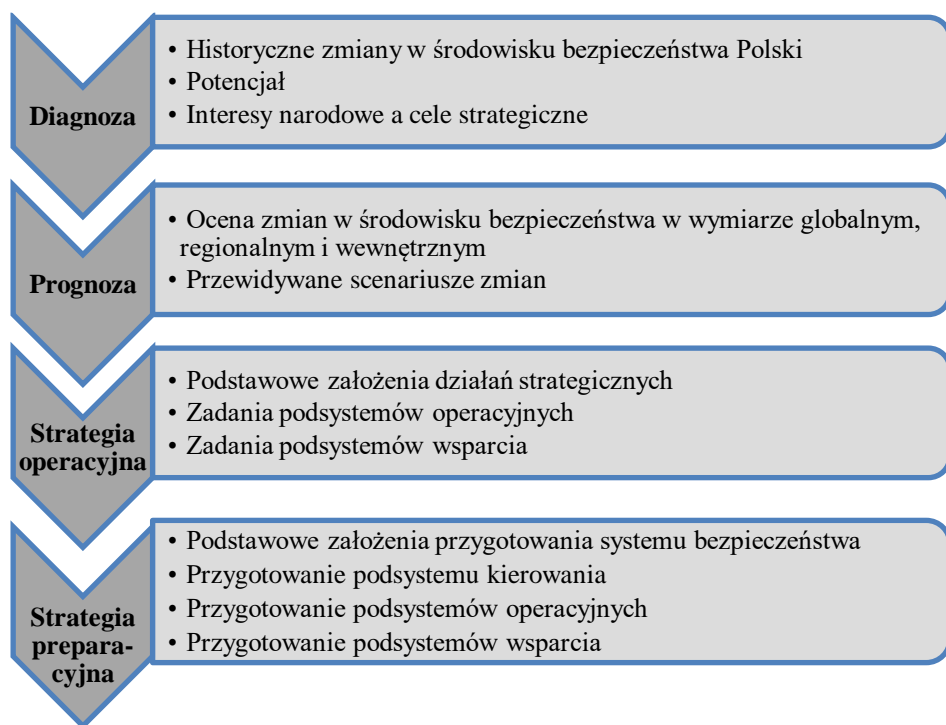 Diagnoza
• Historyczne zmiany w środowisku bezpieczeństwa Polski
• Potencjał
• Interesy narodowe a cele strategiczne
Prognoza
• Ocena zmian w środowisku bezpieczeństwa w wymiarze globalnym,
regionalnym i wewnętrznym
• Przewidywane scenariusze zmian
Strategia
operacyjna
• Podstawowe założenia działań strategicznych
• Zadania podsystemów operacyjnych
• Zadania podsystemów wsparcia
Strategia
prepara-
cyjna
• Podstawowe założenia przygotowania systemu bezpieczeństwa
• Przygotowanie podsystemu kierowania
• Przygotowanie podsystemów operacyjnych
• Przygotowanie podsystemów wsparcia